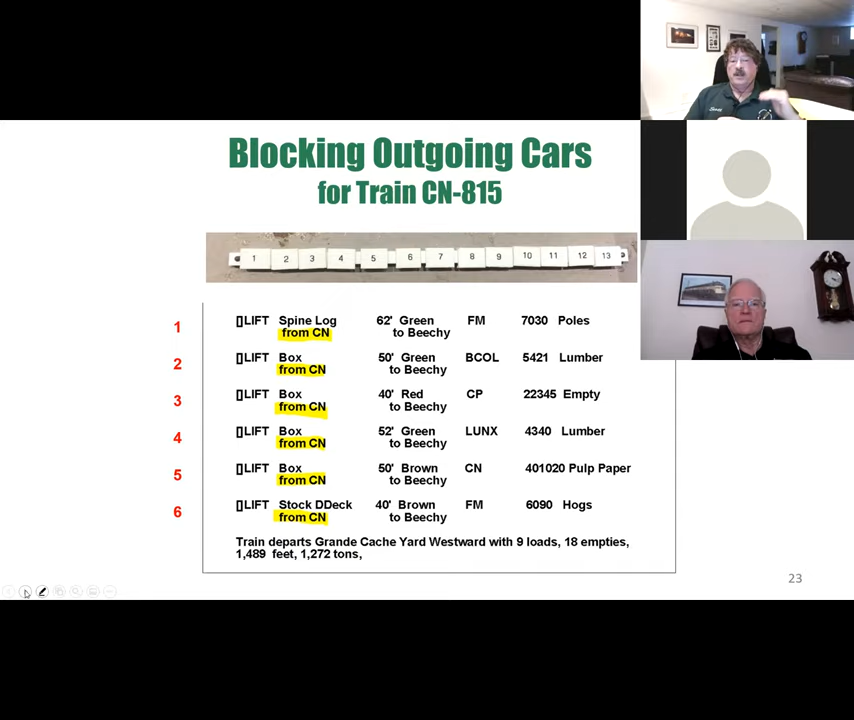 Blocking Outgoing Cars
for Train CN-815
1 2 3 4 5 6 7 8 9 10 11 12 13
1 []LIFT Spine Log 62' Green FM 7030 Poles
from CN to Beechy
2 []LIFT Box 50' Green BCOL 5421 Lumber
from CN to Beechy
3 []LIFT Box 40' Red CP 22345 Empty
from CN to Beechy
4 []LIFT Box 52' Green LUNX 4340 Lumber
from CN to Beechy
5 []LIFT Box 50' Brown CN 401020 Pulp Paper
from CN to Beechy
6 []LIFT Stock DDeck 40' Brown FM 6090 Hogs
from CN to Beechy
Train departs Grande Cache Yard Westward with 9 loads, 18 empties,
1,489 feet, 1,272 tons,
23